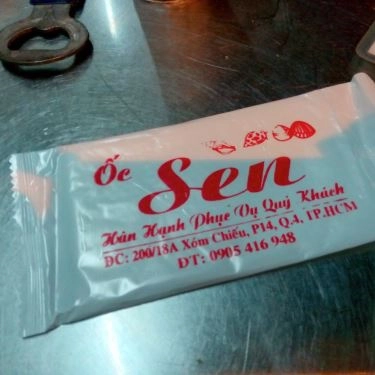 Ốc
Sen
Hân Hạnh Phục Vụ Quý Khách
ĐC: 200/18A Xóm Chiếu, P14, Q.4, TP.HCM
ĐT: 0905 416 948